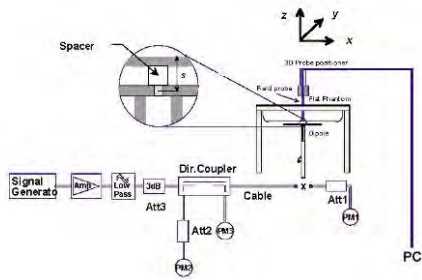 z
y
x
Spacer
s
3D Probe positioner
Field probe
Flat Phantom
Dipole
Signal
Generato
Amp
Low
Pass
3dB
Att3
Dir.Coupler
Cable
x
Att1
PM1
Att2
PM3
PM2
PC